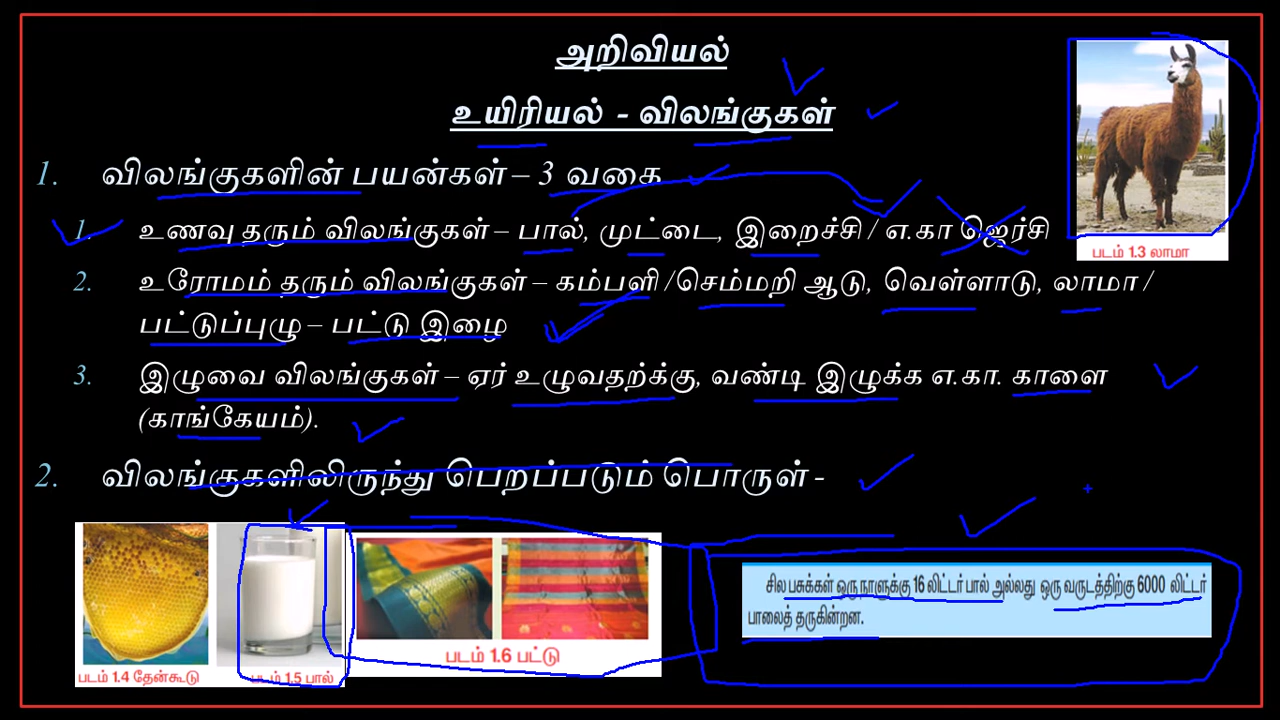 அறிவியல்
உயிரியல் - விலங்குகள்
1. விலங்குகளின் பயன்கள் – 3 வகை
1. உணவு தரும் விலங்குகள் – பால், முட்டை, இறைச்சி / எ.கா ஜெர்சி
2. உரோமம் தரும் விலங்குகள் – கம்பளி /செம்மறி ஆடு, வெள்ளாடு, லாமா /
பட்டுப்புழு – பட்டு இழை
3. இழுவை விலங்குகள் – ஏர் உழுவதற்க்கு, வண்டி இழுக்க எ.கா. காளை
(காங்கேயம்).
2. விலங்குகளிலிருந்து பெறப்படும் பொருள் -
படம் 1.3 லாமா
படம் 1.4 தேன்கூடு
படம் 1.5 பால்
படம் 1.6 பட்டு
சில பசுக்கள் ஒரு நாளுக்கு 16 லிட்டர் பால் அல்லது ஒரு வருடத்திற்கு 6000 லிட்டர்
பாலைத் தருகின்றன.